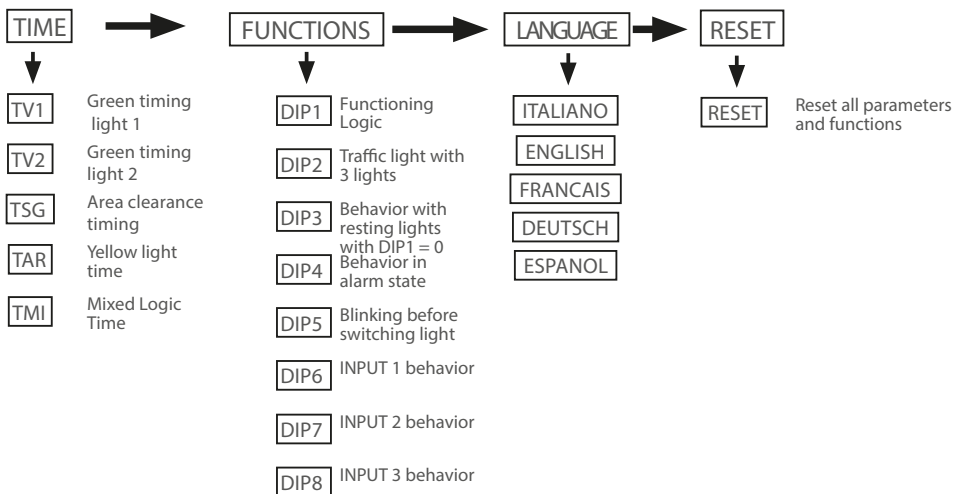 TIME
FUNCTIONS
LANGUAGE
RESET
TV1
Green timing
light 1
TV2
Green timing
light 2
TSG
Area clearance
timing
TAR
Yellow light
time
TMI
Mixed Logic
Time
DIP1
Functioning
Logic
DIP2
Traffic light with
3 lights
DIP3
Behavior with
resting lights
with DIP1 = 0
DIP4
Behavior in
alarm state
DIP5
Blinking before
switching light
DIP6
INPUT 1 behavior
DIP7
INPUT 2 behavior
DIP8
INPUT 3 behavior
ITALIANO
ENGLISH
FRANCAIS
DEUTSCH
ESPANOL
RESET
Reset all parameters
and functions